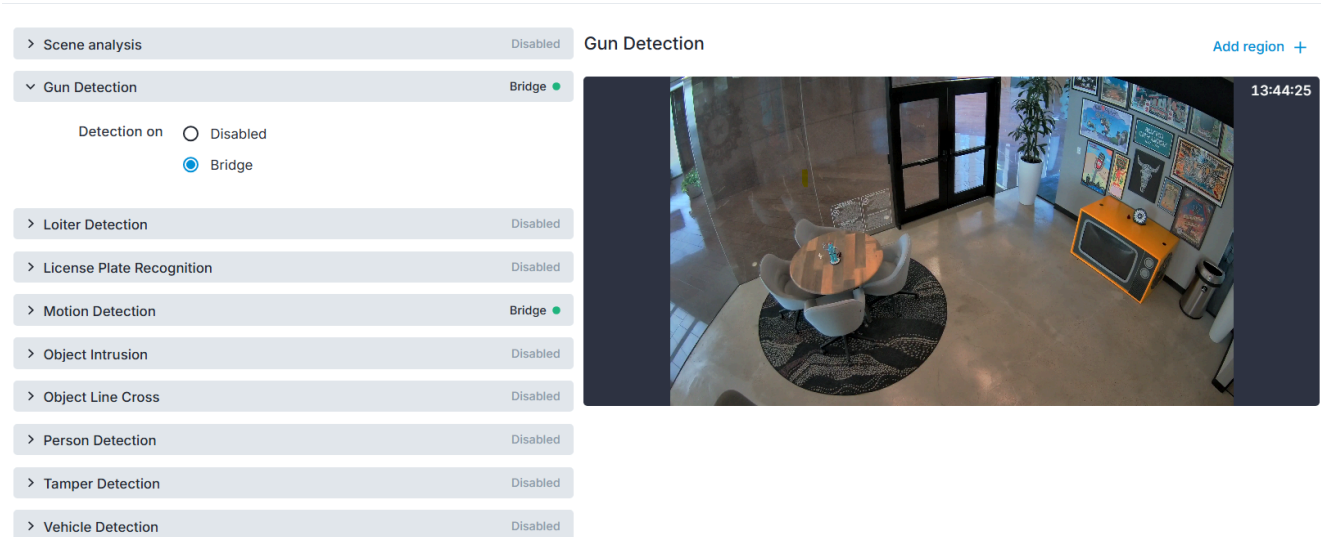 Scene analysis Disabled
Gun Detection Bridge
Detection on Disabled
Bridge
Loiter Detection Disabled
License Plate Recognition Disabled
Motion Detection Bridge
Object Intrusion Disabled
Object Line Cross Disabled
Person Detection Disabled
Tamper Detection Disabled
Vehicle Detection Disabled
Gun Detection
Add region +
13:44:25